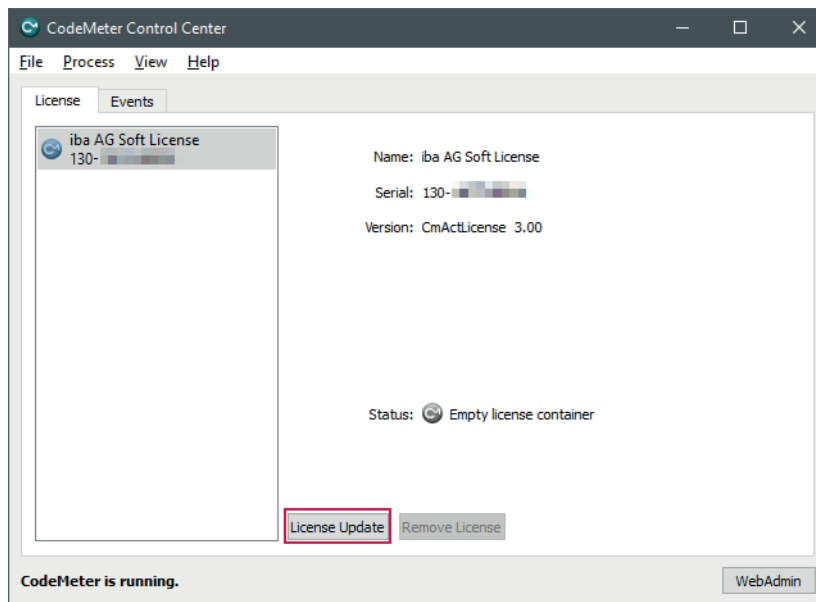 CodeMeter Control Center
File Process View Help
License Events
iba AG Soft License
130-
Name: iba AG Soft License
Serial: 130-
Version: CmActLicense 3.00
Status: Empty license container
License Update Remove License
CodeMeter is running. WebAdmin